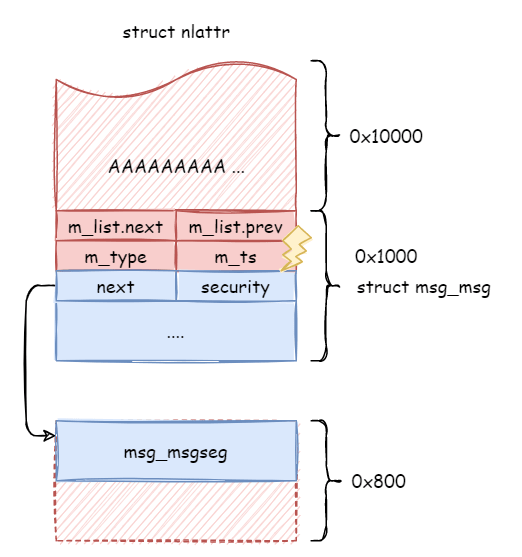 struct nlattr
0x10000
AAAAAAAAA ...
m_list.next m_list.prev
m_type m_ts
0x1000
next security
struct msg_msg
....
msg_msgseg
0x800